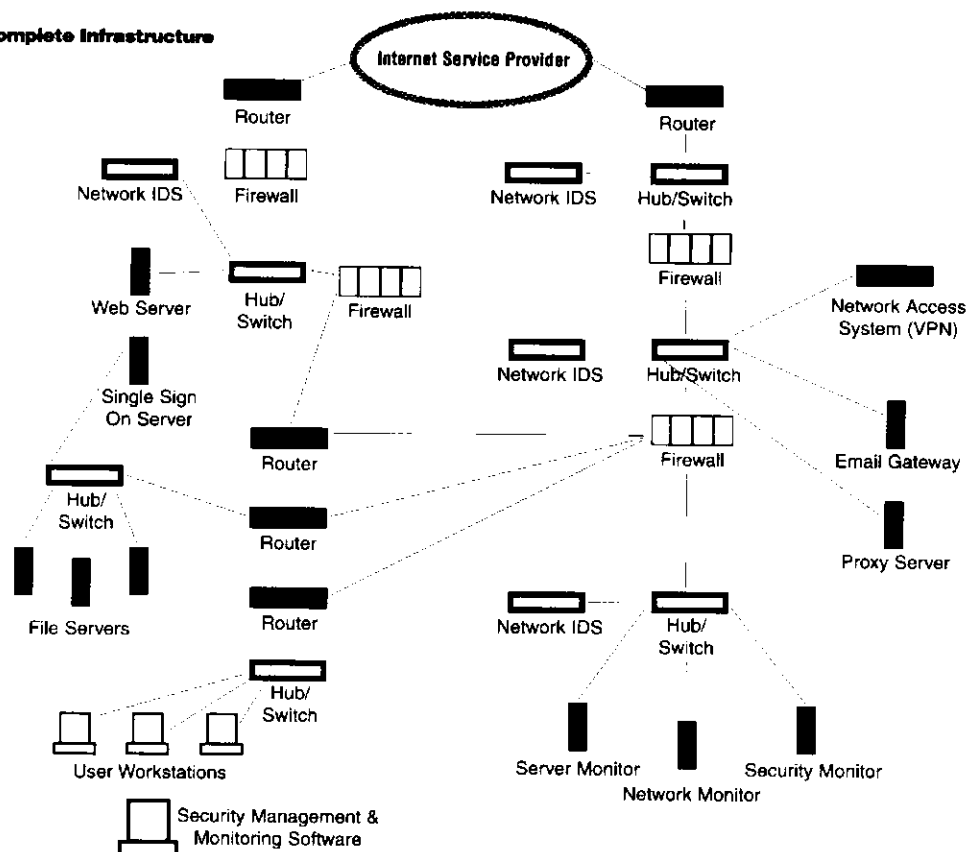 omplete Infrastructure
Internet Service Provider
Router
Router
Network IDS
Firewall
Network IDS
Hub/Switch
Firewall
Web Server
Hub/
Switch
Firewall
Network Access
System (VPN)
Network IDS
Hub/Switch
Single Sign
On Server
Router
Firewall
Email Gateway
Hub/
Switch
Router
Proxy Server
File Servers
Router
Network IDS
Hub/
Switch
Hub/
Switch
User Workstations
Server Monitor
Network Monitor
Security Monitor
Security Management &
Monitoring Software